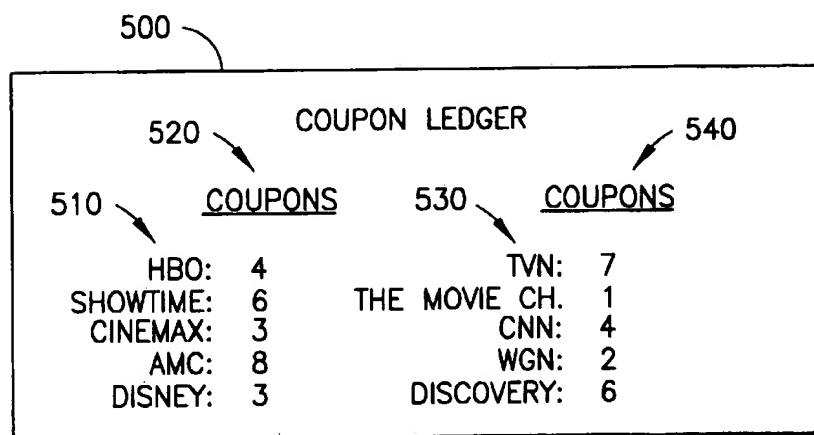 500
COUPON LEDGER
520
540
COUPONS
COUPONS
510
530
HBO: 4
TVN: 7
SHOWTIME: 6
THE MOVIE CH. 1
CINEMAX: 3
CNN: 4
AMC: 8
WGN: 2
DISNEY: 3
DISCOVERY: 6